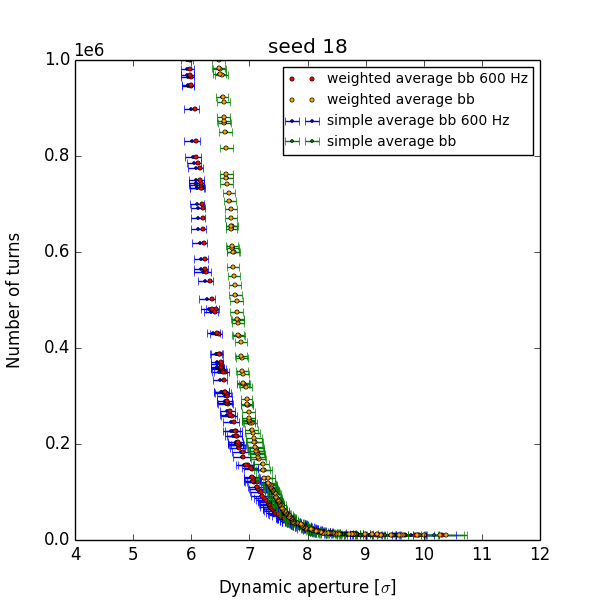 seed 18
1e6
1.0
0.8
0.6
0.4
0.2
0.0
Number of turns
weighted average bb 600 Hz
weighted average bb
simple average bb 600 Hz
simple average bb
4 5 6 7 8 9 10 11 12
Dynamic aperture [σ]